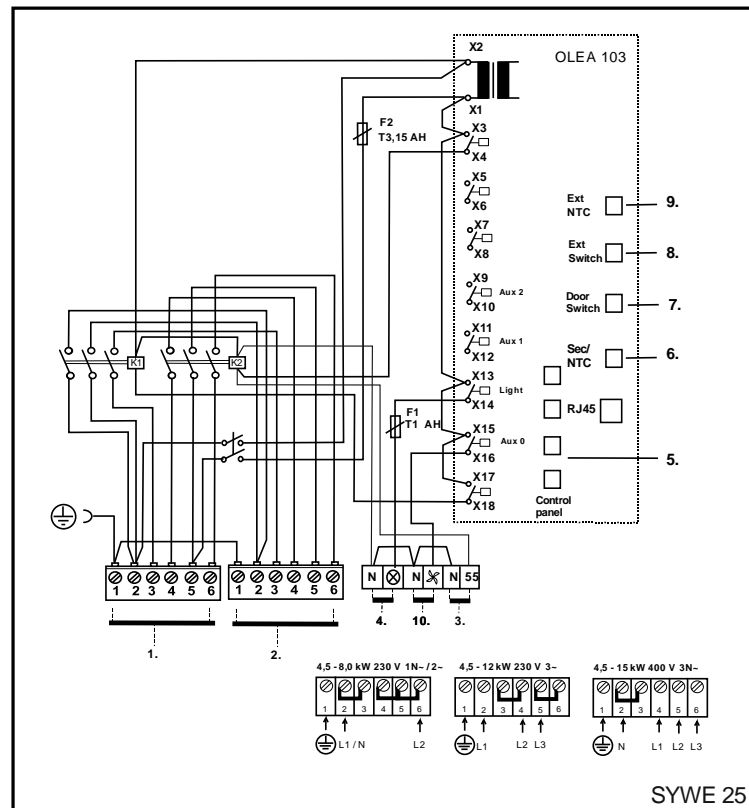 X2
OLEA 103
X1
F2
T3,15 AH
X3
X4
X5
X6
Ext
NTC
9.
X7
X8
Ext
Switch
8.
X9
Aux 2
X10
Door
Switch
7.
X11
Aux 1
X12
Sec/
NTC
6.
K1
K2
X13
Light
X14
RJ45
F1
T1 AH
X15
Aux 0
X16
5.
X17
X18
Control
panel
1 2 3 4 5 6
1 2 3 4 5 6
N N N 55
4. 10. 3.
1. 2.
4,5 - 8,0 kW 230 V 1N~ / 2~
1 2 3 4 5 6
L1 / N L2
4,5 - 12 kW 230 V 3~
1 2 3 4 5 6
L1 L2 L3
4,5 - 15 kW 400 V 3N~
1 2 3 4 5 6
N L1 L2 L3
SYWE 25